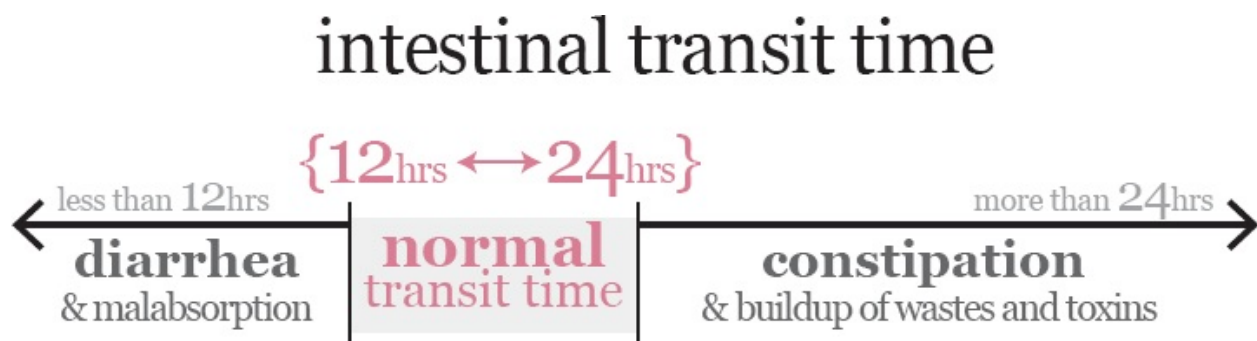 intestinal transit time
{12hrs ↔ 24hrs}
less than 12hrs
more than 24hrs
diarrhea
& malabsorption
normal
transit time
constipation
& buildup of wastes and toxins